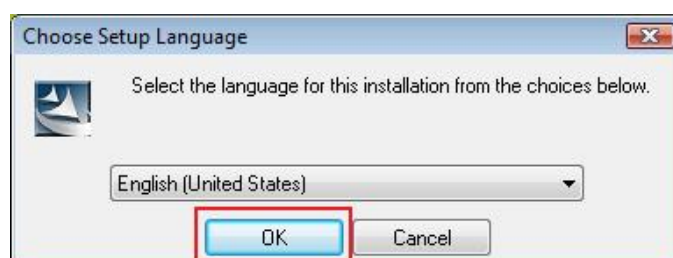 Choose Setup Language
Select the language for this installation from the choices below.
English (United States)
OK Cancel